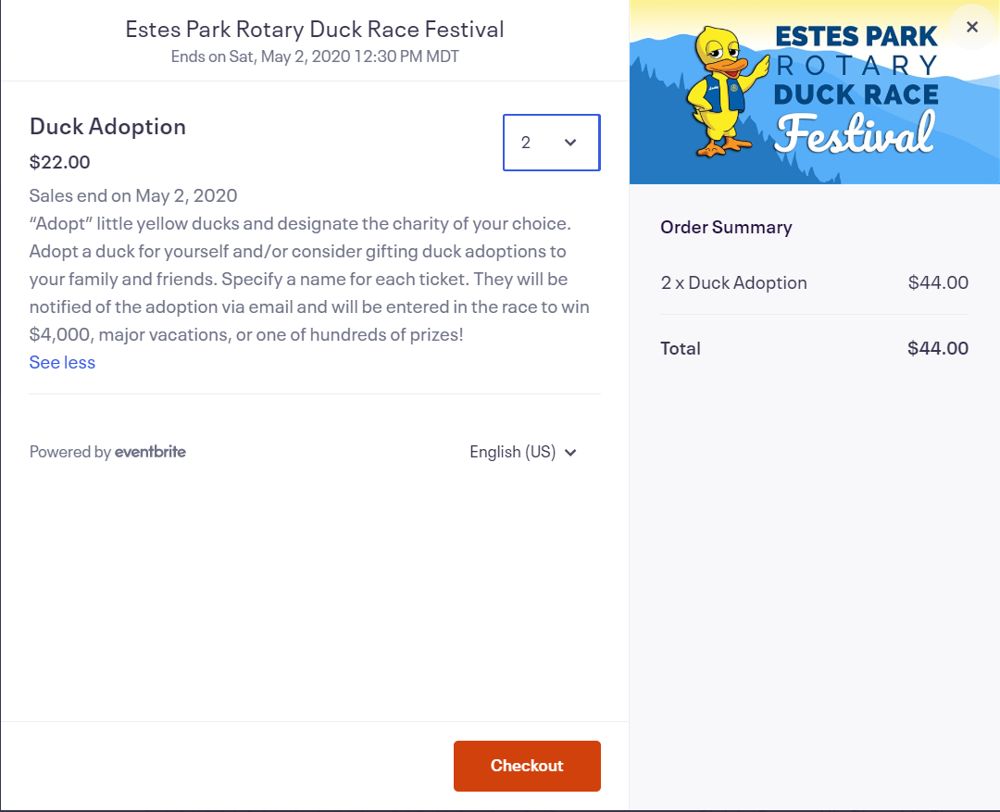 Estes Park Rotary Duck Race Festival
Ends on Sat, May 2, 2020 12:30 PM MDT
Duck Adoption
2
$22.00
Sales end on May 2, 2020
“Adopt” little yellow ducks and designate the charity of your choice.
Adopt a duck for yourself and/or consider gifting duck adoptions to
your family and friends. Specify a name for each ticket. They will be
notified of the adoption via email and will be entered in the race to win
$4,000, major vacations, or one of hundreds of prizes!
See less
Powered by eventbrite
English (US)
Checkout
ESTES PARK
ROTARY
DUCK RACE
Festival
Order Summary
2 x Duck Adoption $44.00
Total $44.00